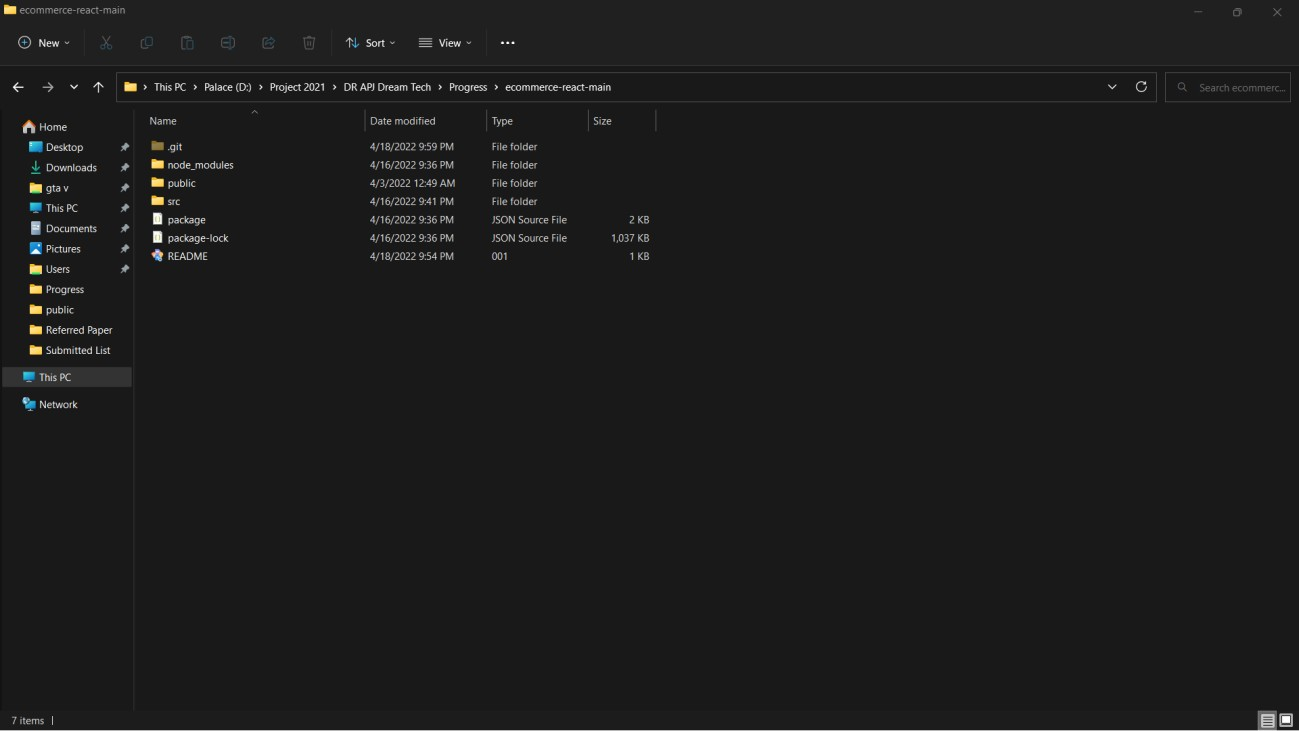 ecommerce-react-main
New Sort View
This PC Palace (D:) Project 2021 DR APJ Dream Tech Progress ecommerce-react-main Search ecommerc...
Name Date modified Type Size
Home
Desktop
Downloads
gta v
This PC
Documents
Pictures
Users
Progress
public
Referred Paper
Submitted List
This PC
Network
.git 4/18/2022 9:59 PM File folder
node_modules 4/16/2022 9:36 PM File folder
public 4/3/2022 12:49 AM File folder
src 4/16/2022 9:41 PM File folder
package 4/16/2022 9:36 PM JSON Source File 2 KB
package-lock 4/16/2022 9:36 PM JSON Source File 1,037 KB
README 4/18/2022 9:54 PM 001 1 KB
7 items